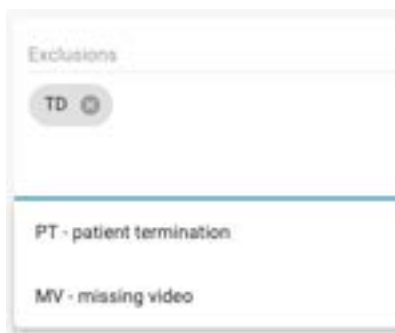 Exclusions
TD
PT - patient termination
MV - missing video